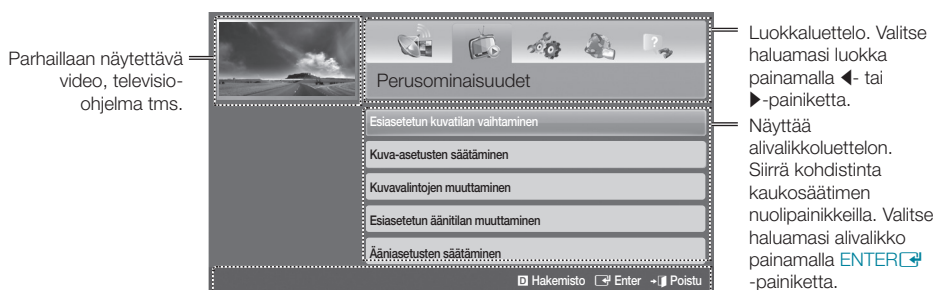 Parhaillaan näytettävä
video, televisio-
ohjelma tms.
Perusominaisuudet
Esiasetetun kuvatilan vaihtaminen
Kuva-asetusten säätäminen
Kuvavalintojen muuttaminen
Esiasetetun äänitilan muuttaminen
Ääniasetusten säätäminen
D Hakemisto Enter Poistu
Luokkaluettelo. Valitse
haluamasi luokka
painamalla ◀- tai
▶-painiketta.
Näyttää
alivalikkoluettelon.
Siirrä kohdistinta
kaukosäätimen
nuolipainikkeilla. Valitse
haluamasi alivalikko
painamalla ENTER
-painiketta.